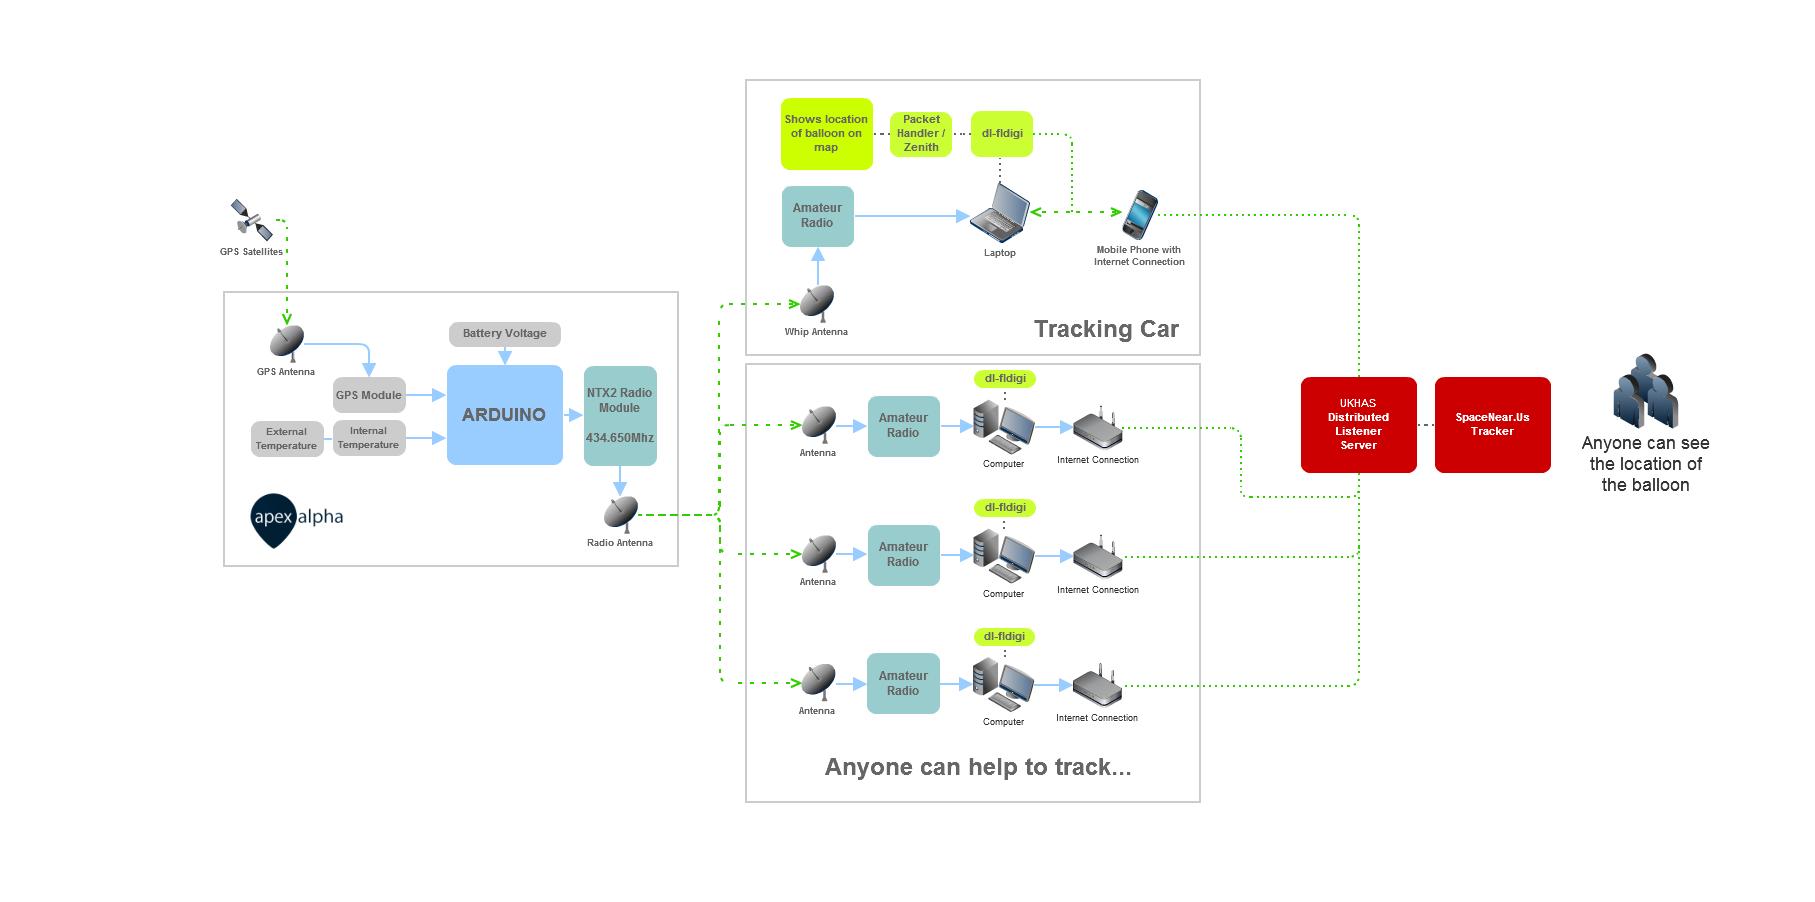 GPS Satellites
GPS Antenna
GPS Module
External
Temperature
Internal
Temperature
Battery Voltage
ARDUINO
NTX2 Radio
Module
434.650Mhz
Radio Antenna
apexalpha
Shows location
of balloon on
map
Packet
Handler /
Zenith
dl-fldigi
Amateur
Radio
Laptop
Mobile Phone with
Internet Connection
Whip Antenna
Tracking Car
dl-fldigi
Antenna
Amateur
Radio
Computer
Internet Connection
dl-fldigi
Antenna
Amateur
Radio
Computer
Internet Connection
dl-fldigi
Antenna
Amateur
Radio
Computer
Internet Connection
Anyone can help to track...
UKHAS
Distributed
Listener
Server
SpaceNear.Us
Tracker
Anyone can see
the location of
the balloon